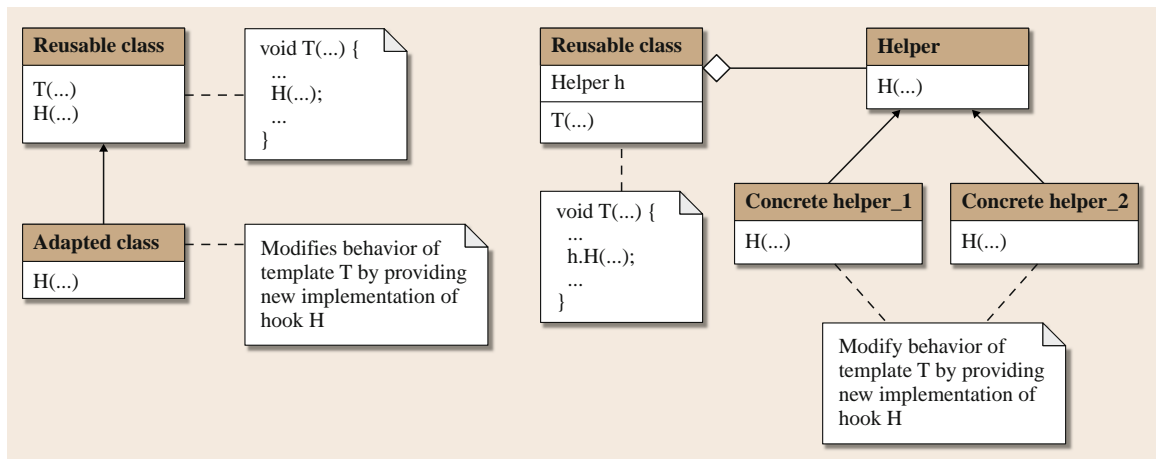 Reusable class
T(...)
H(...)
void T(...) {
...
H(...);
...
}
Adapted class
H(...)
Modifies behavior of
template T by providing
new implementation of
hook H
Reusable class
Helper h
T(...)
Helper
H(...)
void T(...) {
...
h.H(...);
...
}
Concrete helper_1
H(...)
Concrete helper_2
H(...)
Modify behavior of
template T by providing
new implementation of
hook H